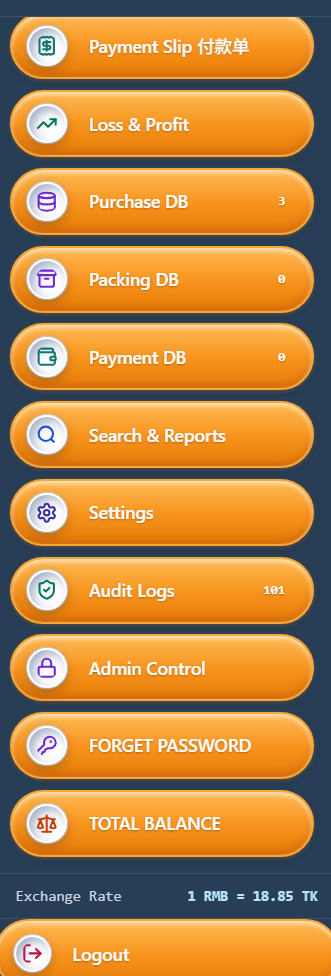 Payment Slip 付款单
Loss & Profit
Purchase DB 3
Packing DB 0
Payment DB 0
Search & Reports
Settings
Audit Logs 101
Admin Control
FORGET PASSWORD
TOTAL BALANCE
Exchange Rate 1 RMB = 18.85 TK
Logout